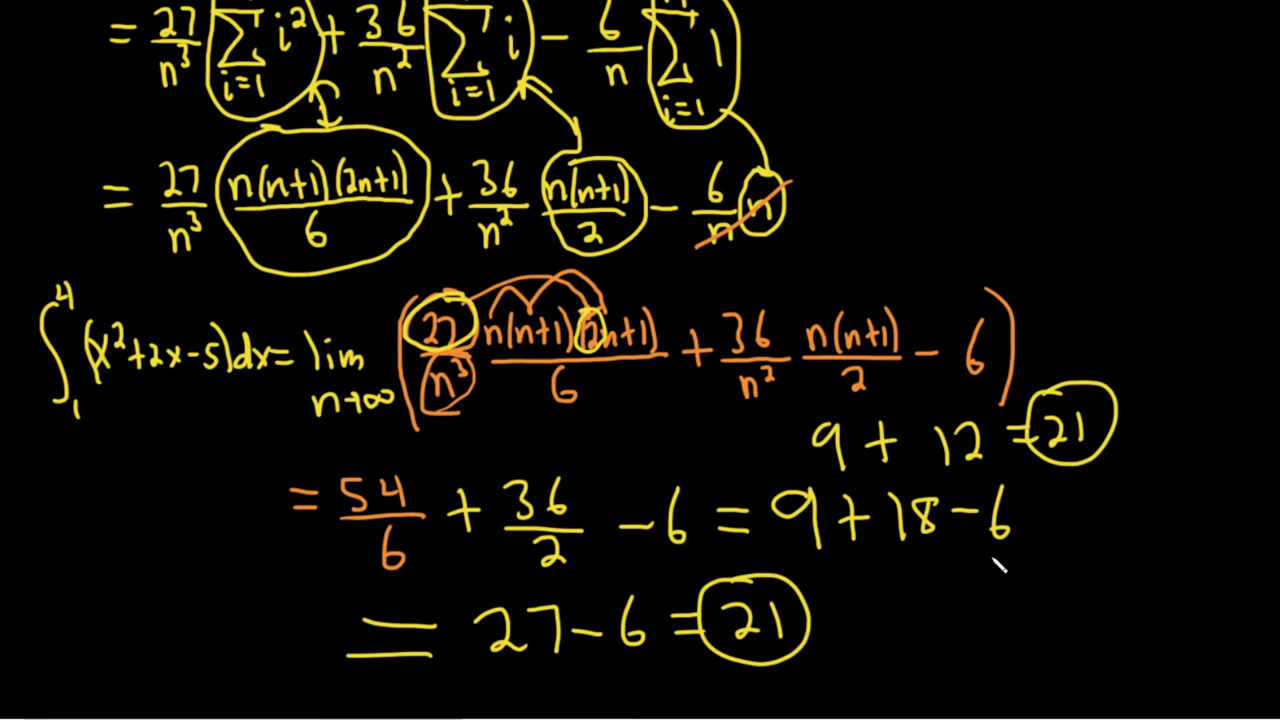 = 27/n³ ∑ i=1 i² + 36/n² ∑ i=1 i − 6/n ∑ i=1 1
= 27/n³ n(n+1)(2n+1)/6 + 36/n² n(n+1)/2 − 6/n n
∫₁⁴ (x²+2x-5)dx = lim n→∞ ( 27/n³ n(n+1)(2n+1)/6 + 36/n² n(n+1)/2 − 6 )
9 + 12 = 21
= 54/6 + 36/2 − 6 = 9 + 18 − 6
= 27 − 6 = 21